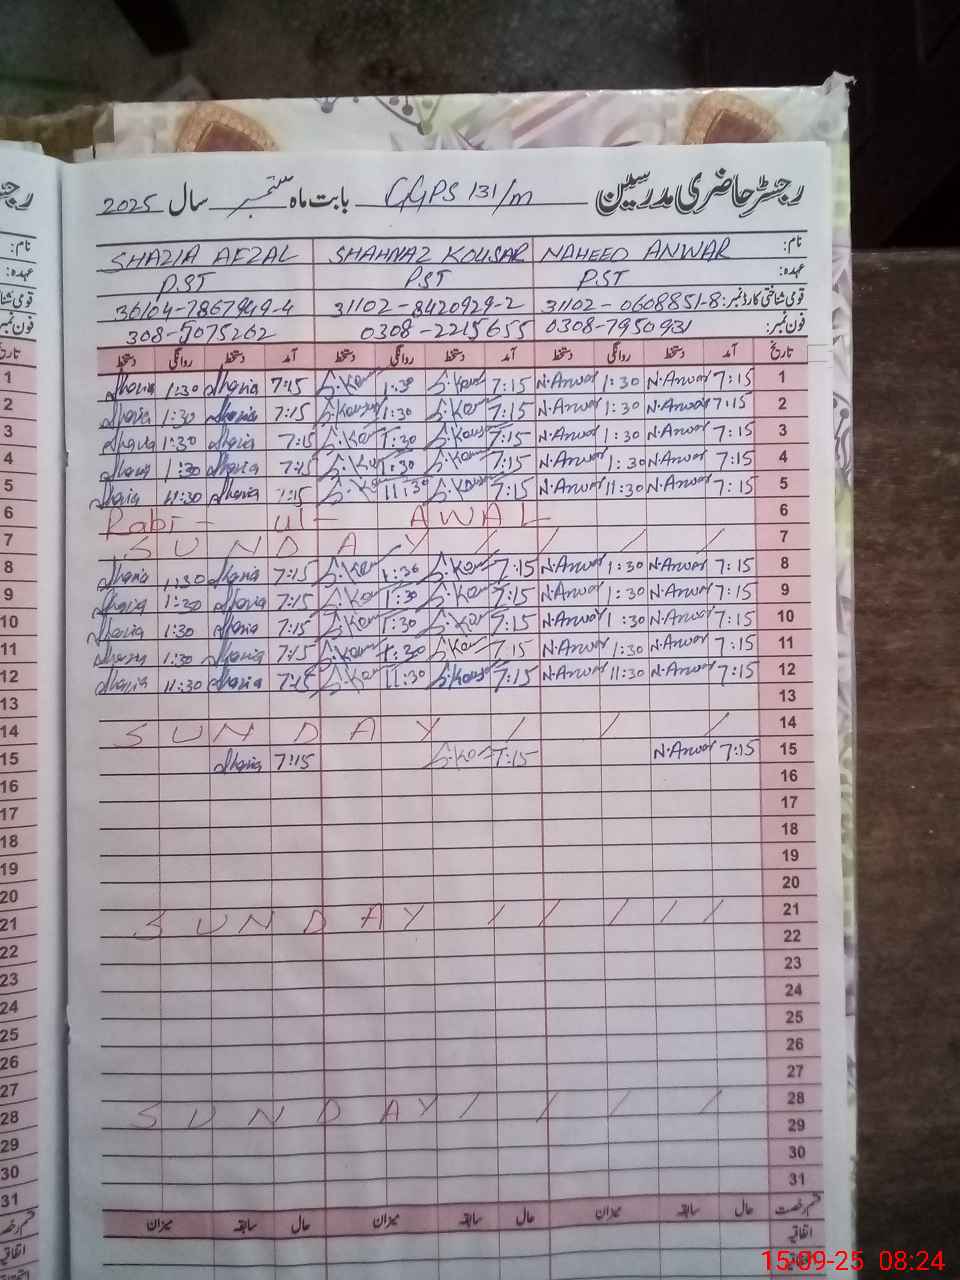 رجسٹر حاضری مدرسین GGPS 131/m بابت ماہ ستمبر سال 2025
نام: NAHEED ANWAR SHAHNAZ KOUSAR SHAZIA AFZAL
عہدہ: P.ST P.ST P.ST
قومی شناختی کارڈ نمبر: 31102-0608851-8 31102-8420929-2 36104-7867949-4
فون نمبر: 0308-7950931 0308-2215655 308-5075262
تاریخ آمد دستخط روانگی دستخط آمد دستخط روانگی دستخط آمد دستخط روانگی دستخط
1 7:15 N.Anwar 1:30 N.Anwar 7:15 1:30 7:15 Shazia 1:30 Shazia
2 7:15 N.Anwar 1:30 N.Anwar 7:15 1:30 7:15 Shazia 1:30 Shazia
3 7:15 N.Anwar 1:30 N.Anwar 7:15 1:30 7:15 Shazia 1:30 Shazia
4 7:15 N.Anwar 1:30 N.Anwar 7:15 1:30 7:15 Shazia 1:30 Shazia
5 7:15 N.Anwar 11:30 N.Anwar 7:15 11:30 7:15 Shazia 11:30 Shazia
6 Rabi - ul - AWAL
7 SUNDAY / / / /
8 7:15 N.Anwar 1:30 N.Anwar 7:15 1:30 7:15 Shazia 1:30 Shazia
9 7:15 N.Anwar 1:30 N.Anwar 7:15 1:30 7:15 Shazia 1:30 Shazia
10 7:15 N.Anwar 1:30 N.Anwar 7:15 1:30 7:15 Shazia 1:30 Shazia
11 7:15 N.Anwar 1:30 N.Anwar 7:15 1:30 7:15 Shazia 1:30 Shazia
12 7:15 N.Anwar 11:30 N.Anwar 7:15 11:30 7:15 Shazia 11:30 Shazia
13
14 SUNDAY / / /
15 7:15 N.Anwar 7:15 7:15 Shazia
16
17
18
19
20
21 SUNDAY / / / / /
22
23
24
25
26
27
28 SUNDAY / / / /
29
30
31
قسم رخصت حال سابقہ میزان حال سابقہ میزان حال سابقہ میزان
اتفاقیہ
15-09-25 08:24